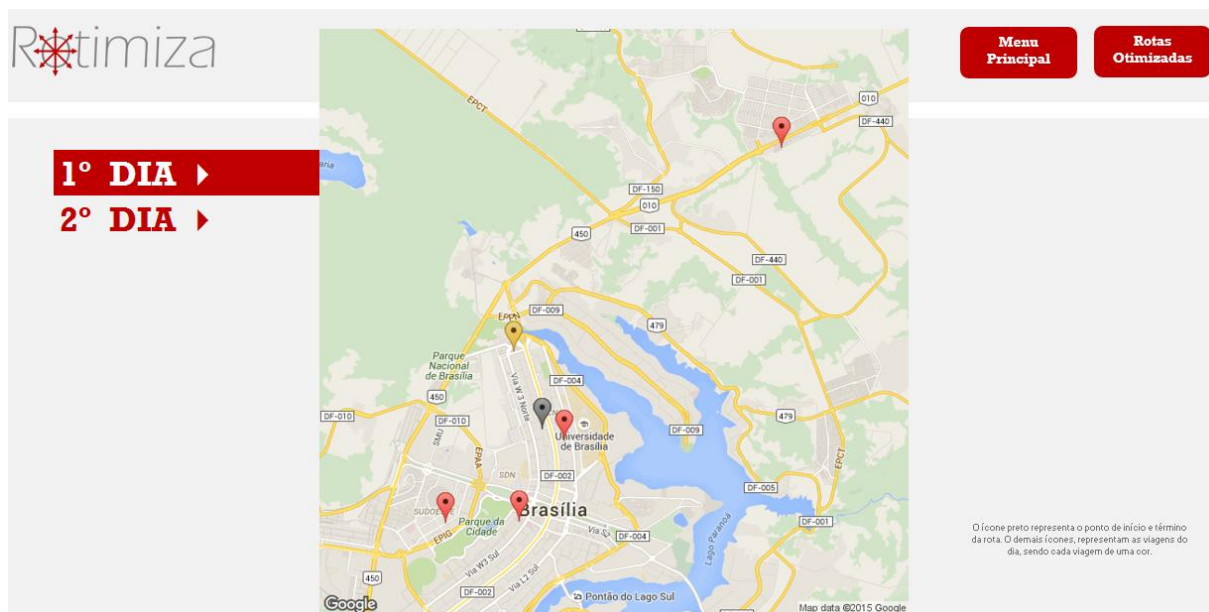 Rotimiza
Menu
Principal
Rotas
Otimizadas
1º DIA
2º DIA
EPCT
010
DF-440
DF-150
010
DF-001
450
DF-440
DF-001
DF-009
479
EPPN
Parque
Nacional
de Brasília
Via W 3 Norte
DF-004
450
DF-010
DF-010
SMU
Universidade
de Brasília
DF-009
479
EPCT
EPAA
SDN
DF-002
DF-005
SUDOESTE
Brasília
Parque da
Cidade
EPIG
Via S2
DF-004
DF-001
Lago Paranoá
Via W3 Sul
Via L2 Sul
450
DF-002
Pontão do Lago Sul
Google
Map data ©2015 Google
O ícone preto representa o ponto de início e término
da rota. O demais ícones, representam as viagens do
dia, sendo cada viagem de uma cor.